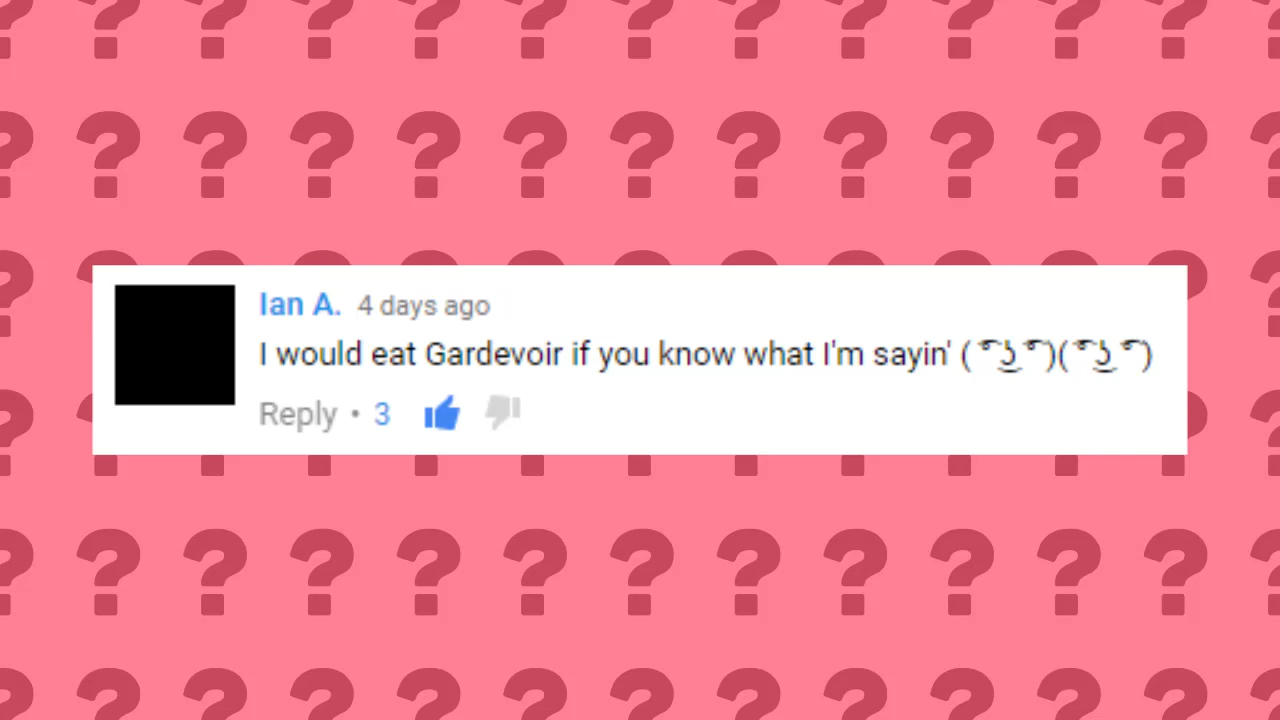 Ian A. 4 days ago
I would eat Gardevoir if you know what I'm sayin' ( ͡° ͜ʖ ͡°)( ͡° ͜ʖ ͡°)
Reply • 3